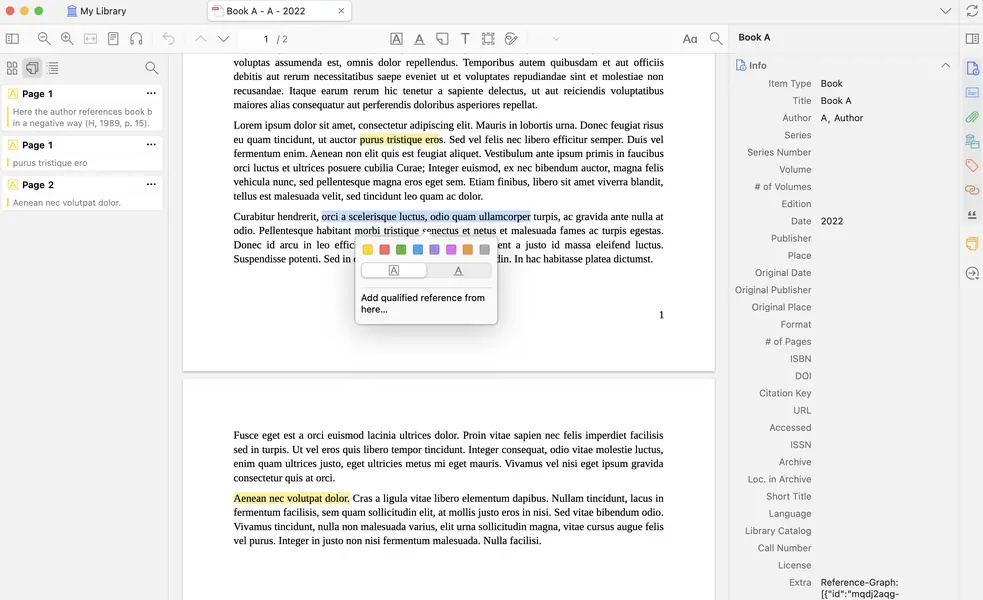 My Library
Book A - A - 2022
1 / 2
Aa
Page 1
Here the author references book b
in a negative way (H, 1989, p. 15).
Page 1
purus tristique ero
Page 2
Aenean nec volutpat dolor.
voluptas assumenda est, omnis dolor repellendus. Temporibus autem quibusdam et aut officiis
debitis aut rerum necessitatibus saepe eveniet ut et voluptates repudiandae sint et molestiae non
recusandae. Itaque earum rerum hic tenetur a sapiente delectus, ut aut reiciendis voluptatibus
maiores alias consequatur aut perferendis doloribus asperiores repellat.
Lorem ipsum dolor sit amet, consectetur adipiscing elit. Mauris in lobortis urna. Donec feugiat risus
eu quam tincidunt, ut auctor purus tristique eros. Sed vel felis nec libero efficitur semper. Duis vel
fermentum enim. Aenean non elit quis est feugiat aliquet. Vestibulum ante ipsum primis in faucibus
orci luctus et ultrices posuere cubilia Curae; Integer euismod, ex nec bibendum auctor, magna felis
vehicula nunc, sed pellentesque magna eros eget sem. Etiam finibus, libero sit amet viverra blandit,
tellus est malesuada velit, sed tincidunt leo quam ac dolor.
Curabitur hendrerit, orci a scelerisque luctus, odio quam ullamcorper turpis, ac gravida ante nulla at
odio. Pellentesque habitant morbi tristique senectus et netus et malesuada fames ac turpis egestas.
Donec id arcu in leo effic ent a justo id massa eleifend luctus.
Suspendisse potenti. Sed in din. In hac habitasse platea dictumst.
A
A
Add qualified reference from
here...
1
Fusce eget est a orci euismod lacinia ultrices dolor. Proin vitae sapien nec felis imperdiet facilisis
sed in turpis. Ut vel eros quis libero tempor tincidunt. Integer consequat, odio vitae molestie luctus,
enim quam ultrices justo, eget ultricies metus mi eget mauris. Vivamus vel nisi eget ipsum gravida
consectetur quis at orci.
Aenean nec volutpat dolor. Cras a ligula vitae libero elementum dapibus. Nullam tincidunt, lacus in
fermentum facilisis, sem quam sollicitudin elit, at mollis justo eros in nisi. Sed vitae bibendum odio.
Vivamus tincidunt, nulla non malesuada varius, elit urna sollicitudin magna, vitae cursus augue felis
vel purus. Integer in justo non nisi fermentum malesuada. Nulla facilisi.
Book A
Info
Item Type Book
Title Book A
Author A, Author
Series
Series Number
Volume
# of Volumes
Edition
Date 2022
Publisher
Place
Original Date
Original Publisher
Original Place
Format
# of Pages
ISBN
DOI
Citation Key
URL
Accessed
ISSN
Archive
Loc. in Archive
Short Title
Language
Library Catalog
Call Number
License
Extra Reference-Graph:
[{"id":"mqdj2aqg-